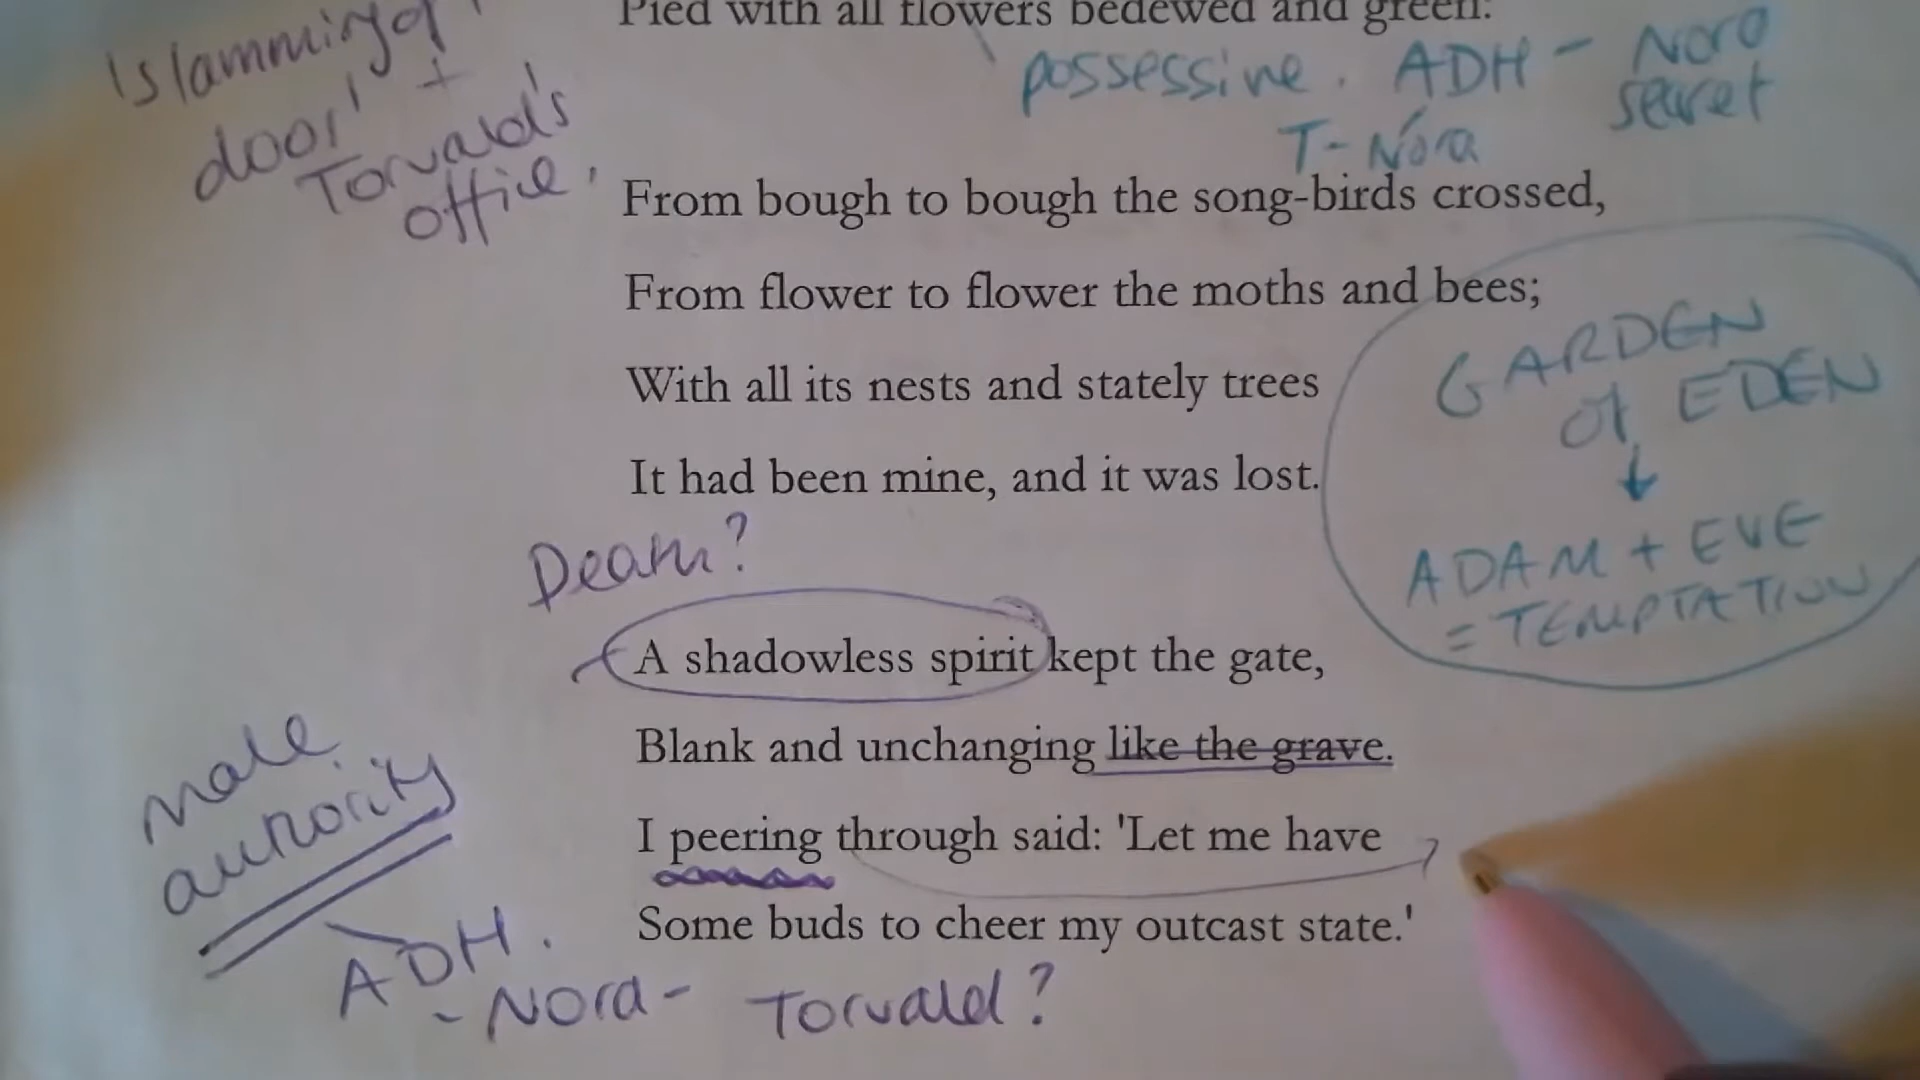 Pied with all flowers bedewed and green:
'slamming of
door' +
Torvald's
office.
possessive. ADH - Nora
secret
T- Nora
From bough to bough the song-birds crossed,
From flower to flower the moths and bees;
With all its nests and stately trees
It had been mine, and it was lost.
GARDEN
of EDEN
↓
ADAM + EVE
= TEMPTATION
Death?
A shadowless spirit kept the gate,
Blank and unchanging like the grave.
I peering through said: 'Let me have
Some buds to cheer my outcast state.'
male
authority
ADH.
- Nora - Torvald?